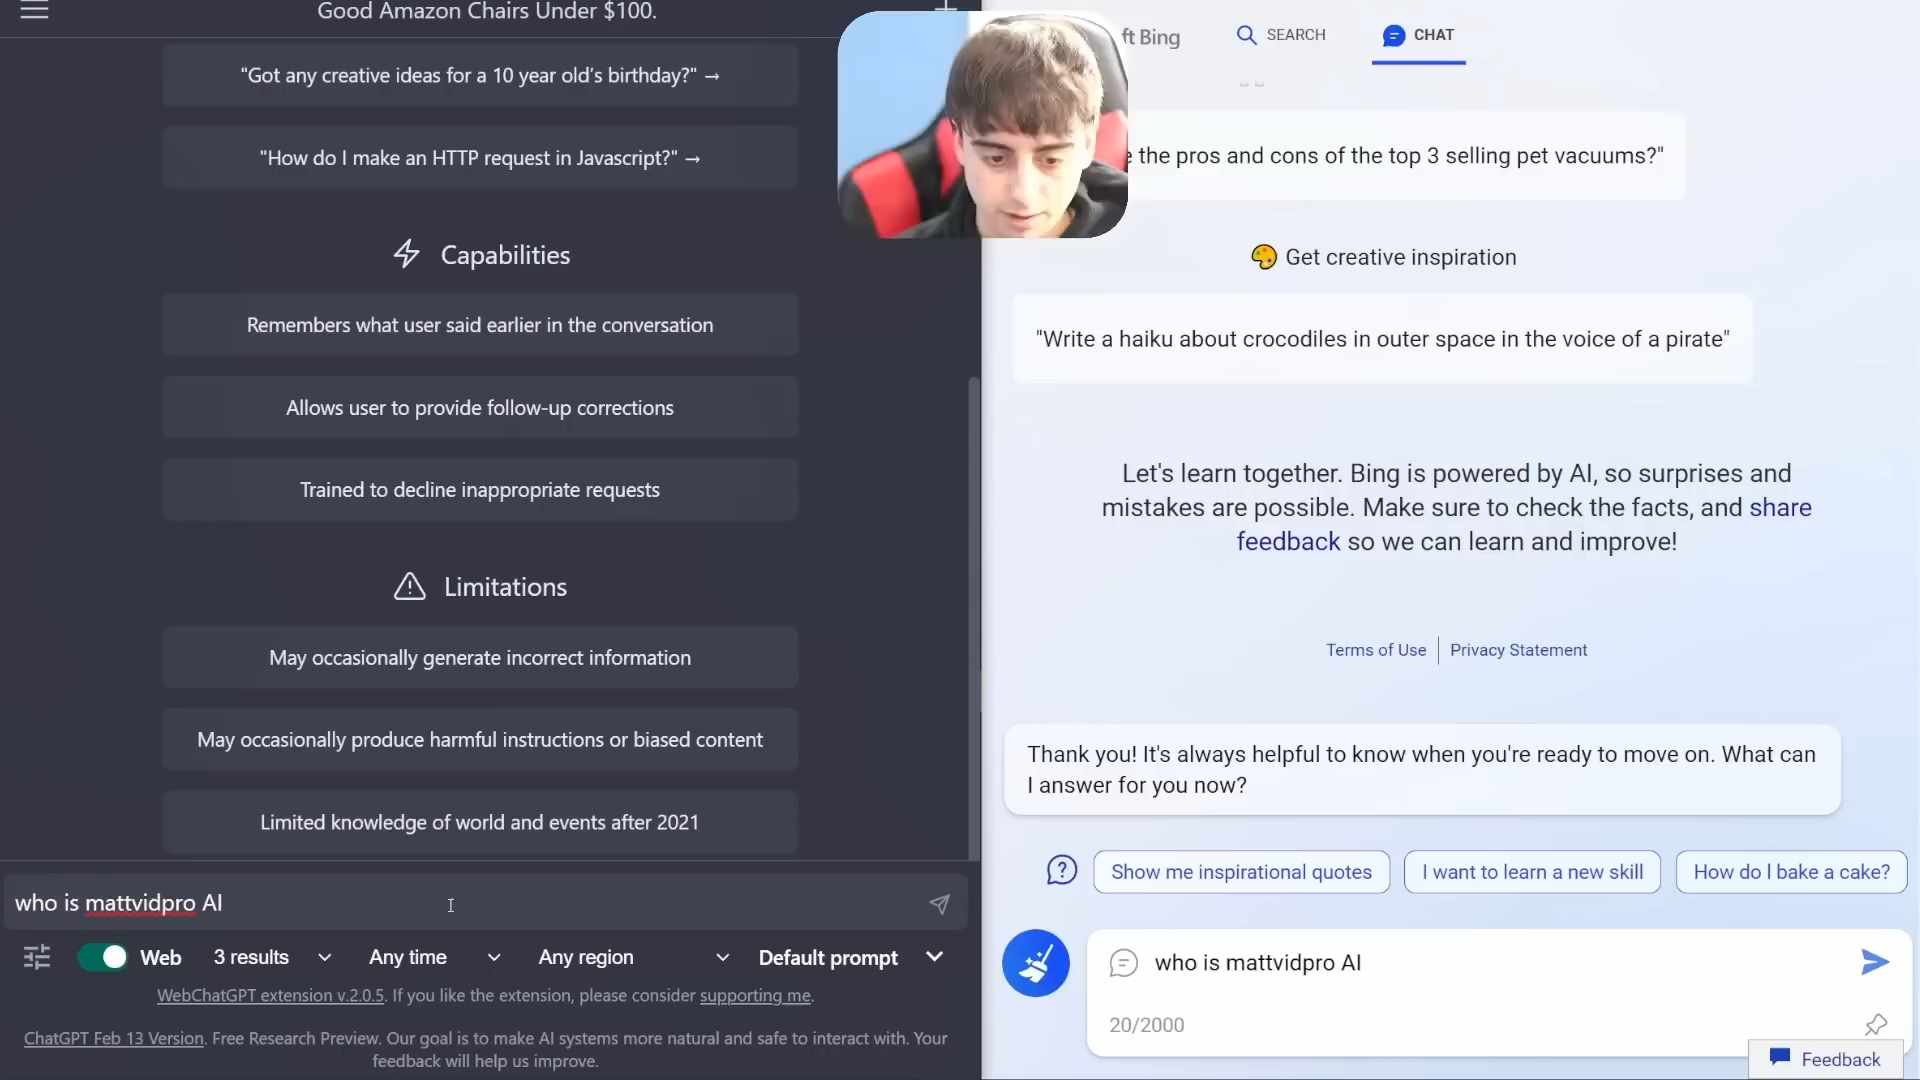 Good Amazon Chairs Under $100.
"Got any creative ideas for a 10 year old's birthday?" →
"How do I make an HTTP request in Javascript?" →
Capabilities
Remembers what user said earlier in the conversation
Allows user to provide follow-up corrections
Trained to decline inappropriate requests
Limitations
May occasionally generate incorrect information
May occasionally produce harmful instructions or biased content
Limited knowledge of world and events after 2021
who is mattvidpro AI
Web
3 results
Any time
Any region
Default prompt
WebChatGPT extension v.2.0.5. If you like the extension, please consider supporting me.
ChatGPT Feb 13 Version. Free Research Preview. Our goal is to make AI systems more natural and safe to interact with. Your
feedback will help us improve.
ft Bing
SEARCH
CHAT
the pros and cons of the top 3 selling pet vacuums?"
Get creative inspiration
"Write a haiku about crocodiles in outer space in the voice of a pirate"
Let's learn together. Bing is powered by AI, so surprises and
mistakes are possible. Make sure to check the facts, and share
feedback so we can learn and improve!
Terms of Use
Privacy Statement
Thank you! It's always helpful to know when you're ready to move on. What can
I answer for you now?
Show me inspirational quotes
I want to learn a new skill
How do I bake a cake?
who is mattvidpro AI
20/2000
Feedback